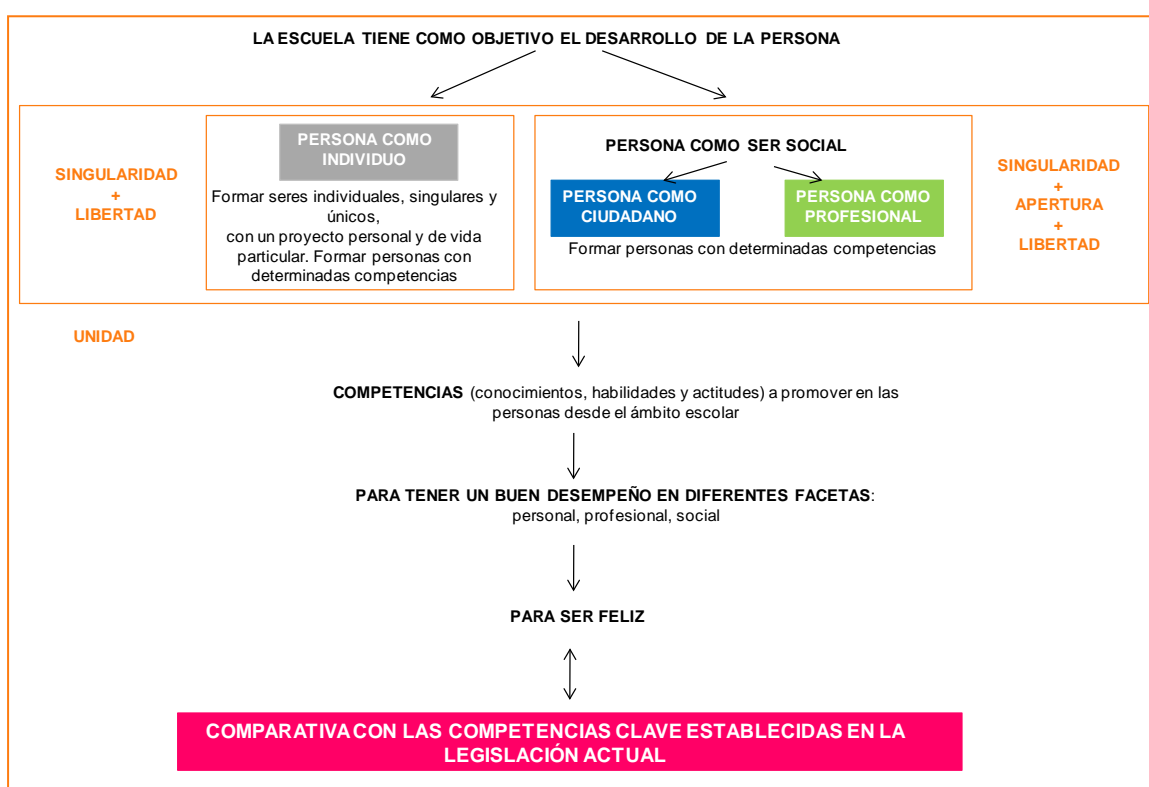 LA ESCUELA TIENE COMO OBJETIVO EL DESARROLLO DE LA PERSONA
SINGULARIDAD
+
LIBERTAD
PERSONA COMO
INDIVIDUO
Formar seres individuales, singulares y
únicos,
con un proyecto personal y de vida
particular. Formar personas con
determinadas competencias
PERSONA COMO SER SOCIAL
PERSONA COMO
CIUDADANO
PERSONA COMO
PROFESIONAL
Formar personas con determinadas competencias
SINGULARIDAD
+
APERTURA
+
LIBERTAD
UNIDAD
COMPETENCIAS (conocimientos, habilidades y actitudes) a promover en las
personas desde el ámbito escolar
PARA TENER UN BUEN DESEMPEÑO EN DIFERENTES FACETAS:
personal, profesional, social
PARA SER FELIZ
COMPARATIVA CON LAS COMPETENCIAS CLAVE ESTABLECIDAS EN LA
LEGISLACIÓN ACTUAL